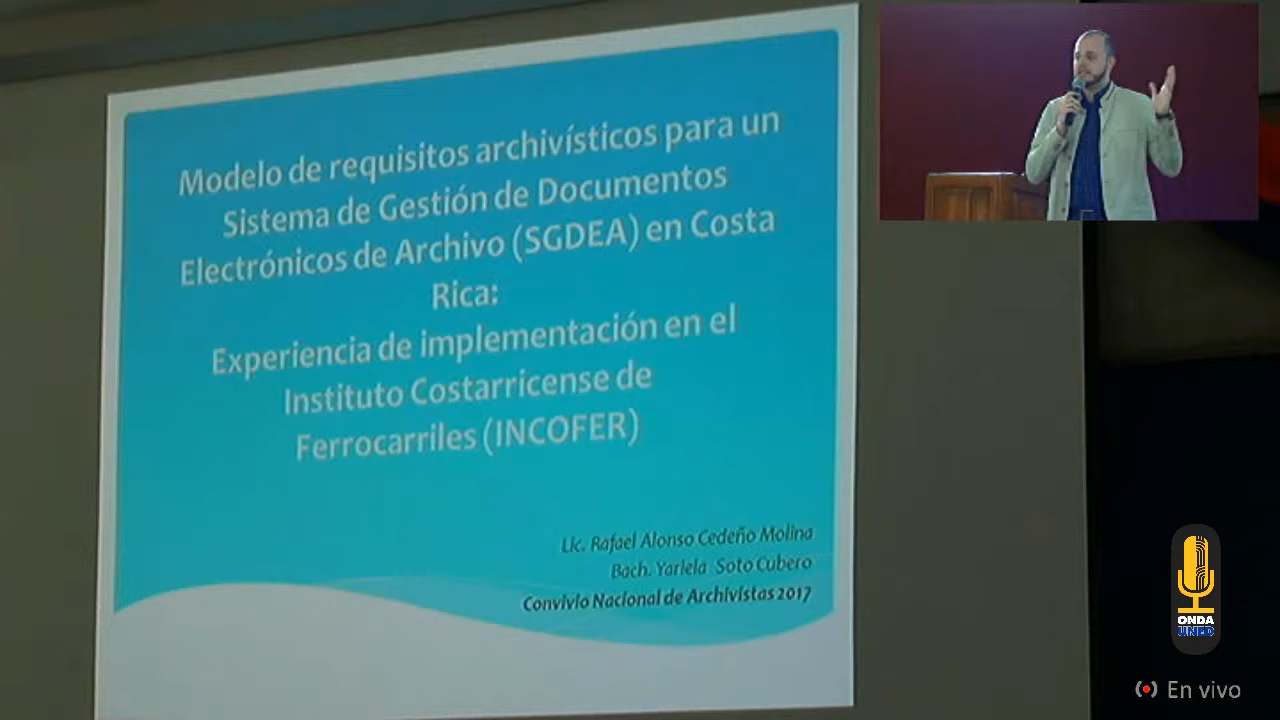 Modelo de requisitos archivísticos para un
Sistema de Gestión de Documentos
Electrónicos de Archivo (SGDEA) en Costa
Rica:
Experiencia de implementación en el
Instituto Costarricense de
Ferrocarriles (INCOFER)
Lic. Rafael Alonso Cedeño Molina
Bach. Yariela Soto Cubero
Convivio Nacional de Archivistas 2017
ONDA
UNED
En vivo